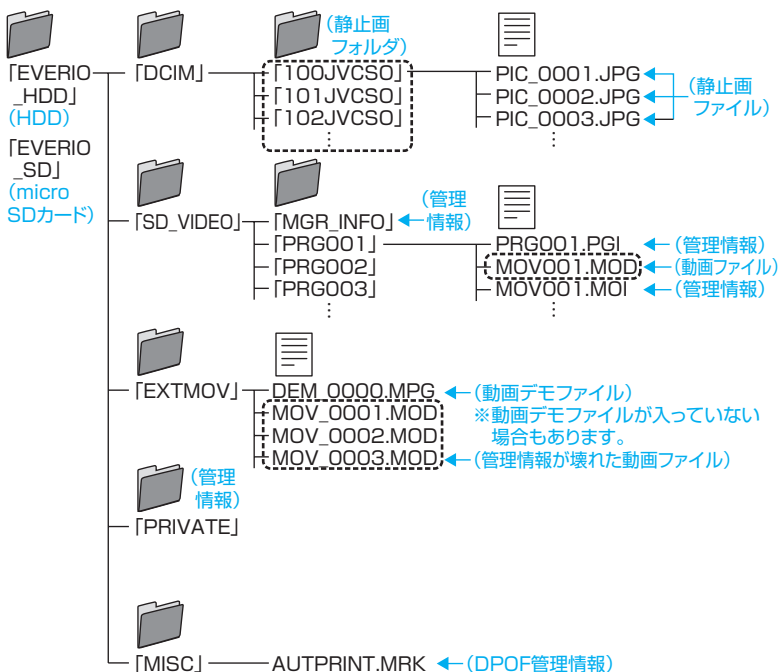 (静止画
フォルダ)
「EVERIO
_HDD」
(HDD)
「EVERIO
_SD」
(micro
SDカード)
「DCIM」
「100JVCSO」
「101JVCSO」
「102JVCSO」
⋮
PIC_0001.JPG
PIC_0002.JPG
PIC_0003.JPG
⋮
(静止画
ファイル)
「SD_VIDEO」
「MGR_INFO」
(管理
情報)
「PRG001」
「PRG002」
「PRG003」
⋮
PRG001.PGI
(管理情報)
MOV001.MOD
(動画ファイル)
MOV001.MOI
(管理情報)
⋮
「EXTMOV」
DEM_0000.MPG
(動画デモファイル)
※動画デモファイルが入っていない
場合もあります。
MOV_0001.MOD
MOV_0002.MOD
MOV_0003.MOD
(管理情報が壊れた動画ファイル)
(管理
情報)
「PRIVATE」
「MISC」
AUTPRINT.MRK
(DPOF管理情報)